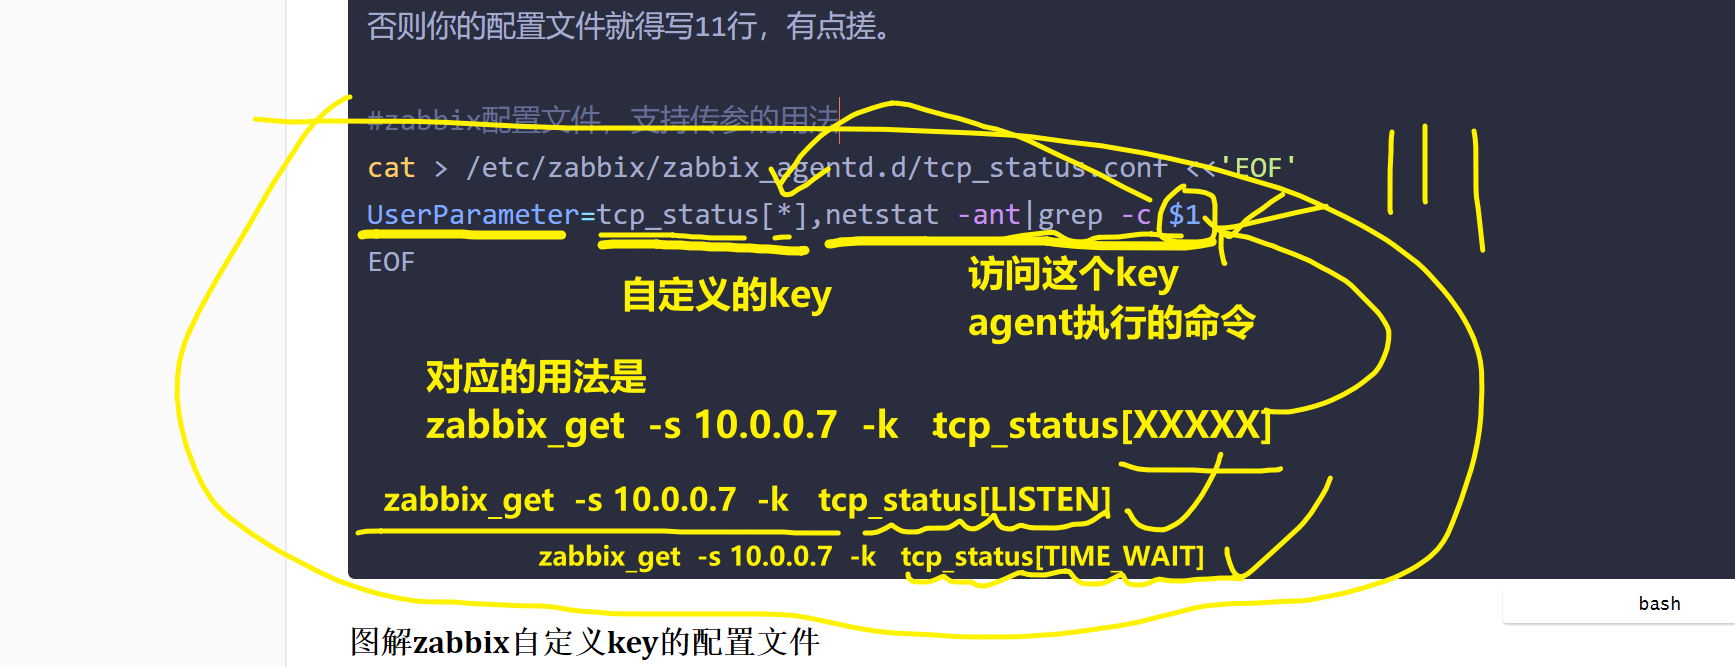 否则你的配置文件就得写11行，有点搓。
#zabbix配置文件，支持传参的用法
cat > /etc/zabbix/zabbix_agentd.d/tcp_status.conf <<'EOF'
UserParameter=tcp_status[*],netstat -ant|grep -c $1
EOF
自定义的key
访问这个key
agent执行的命令
对应的用法是
zabbix_get -s 10.0.0.7 -k tcp_status[XXXXX]
zabbix_get -s 10.0.0.7 -k tcp_status[LISTEN]
zabbix_get -s 10.0.0.7 -k tcp_status[TIME_WAIT]
bash
图解zabbix自定义key的配置文件